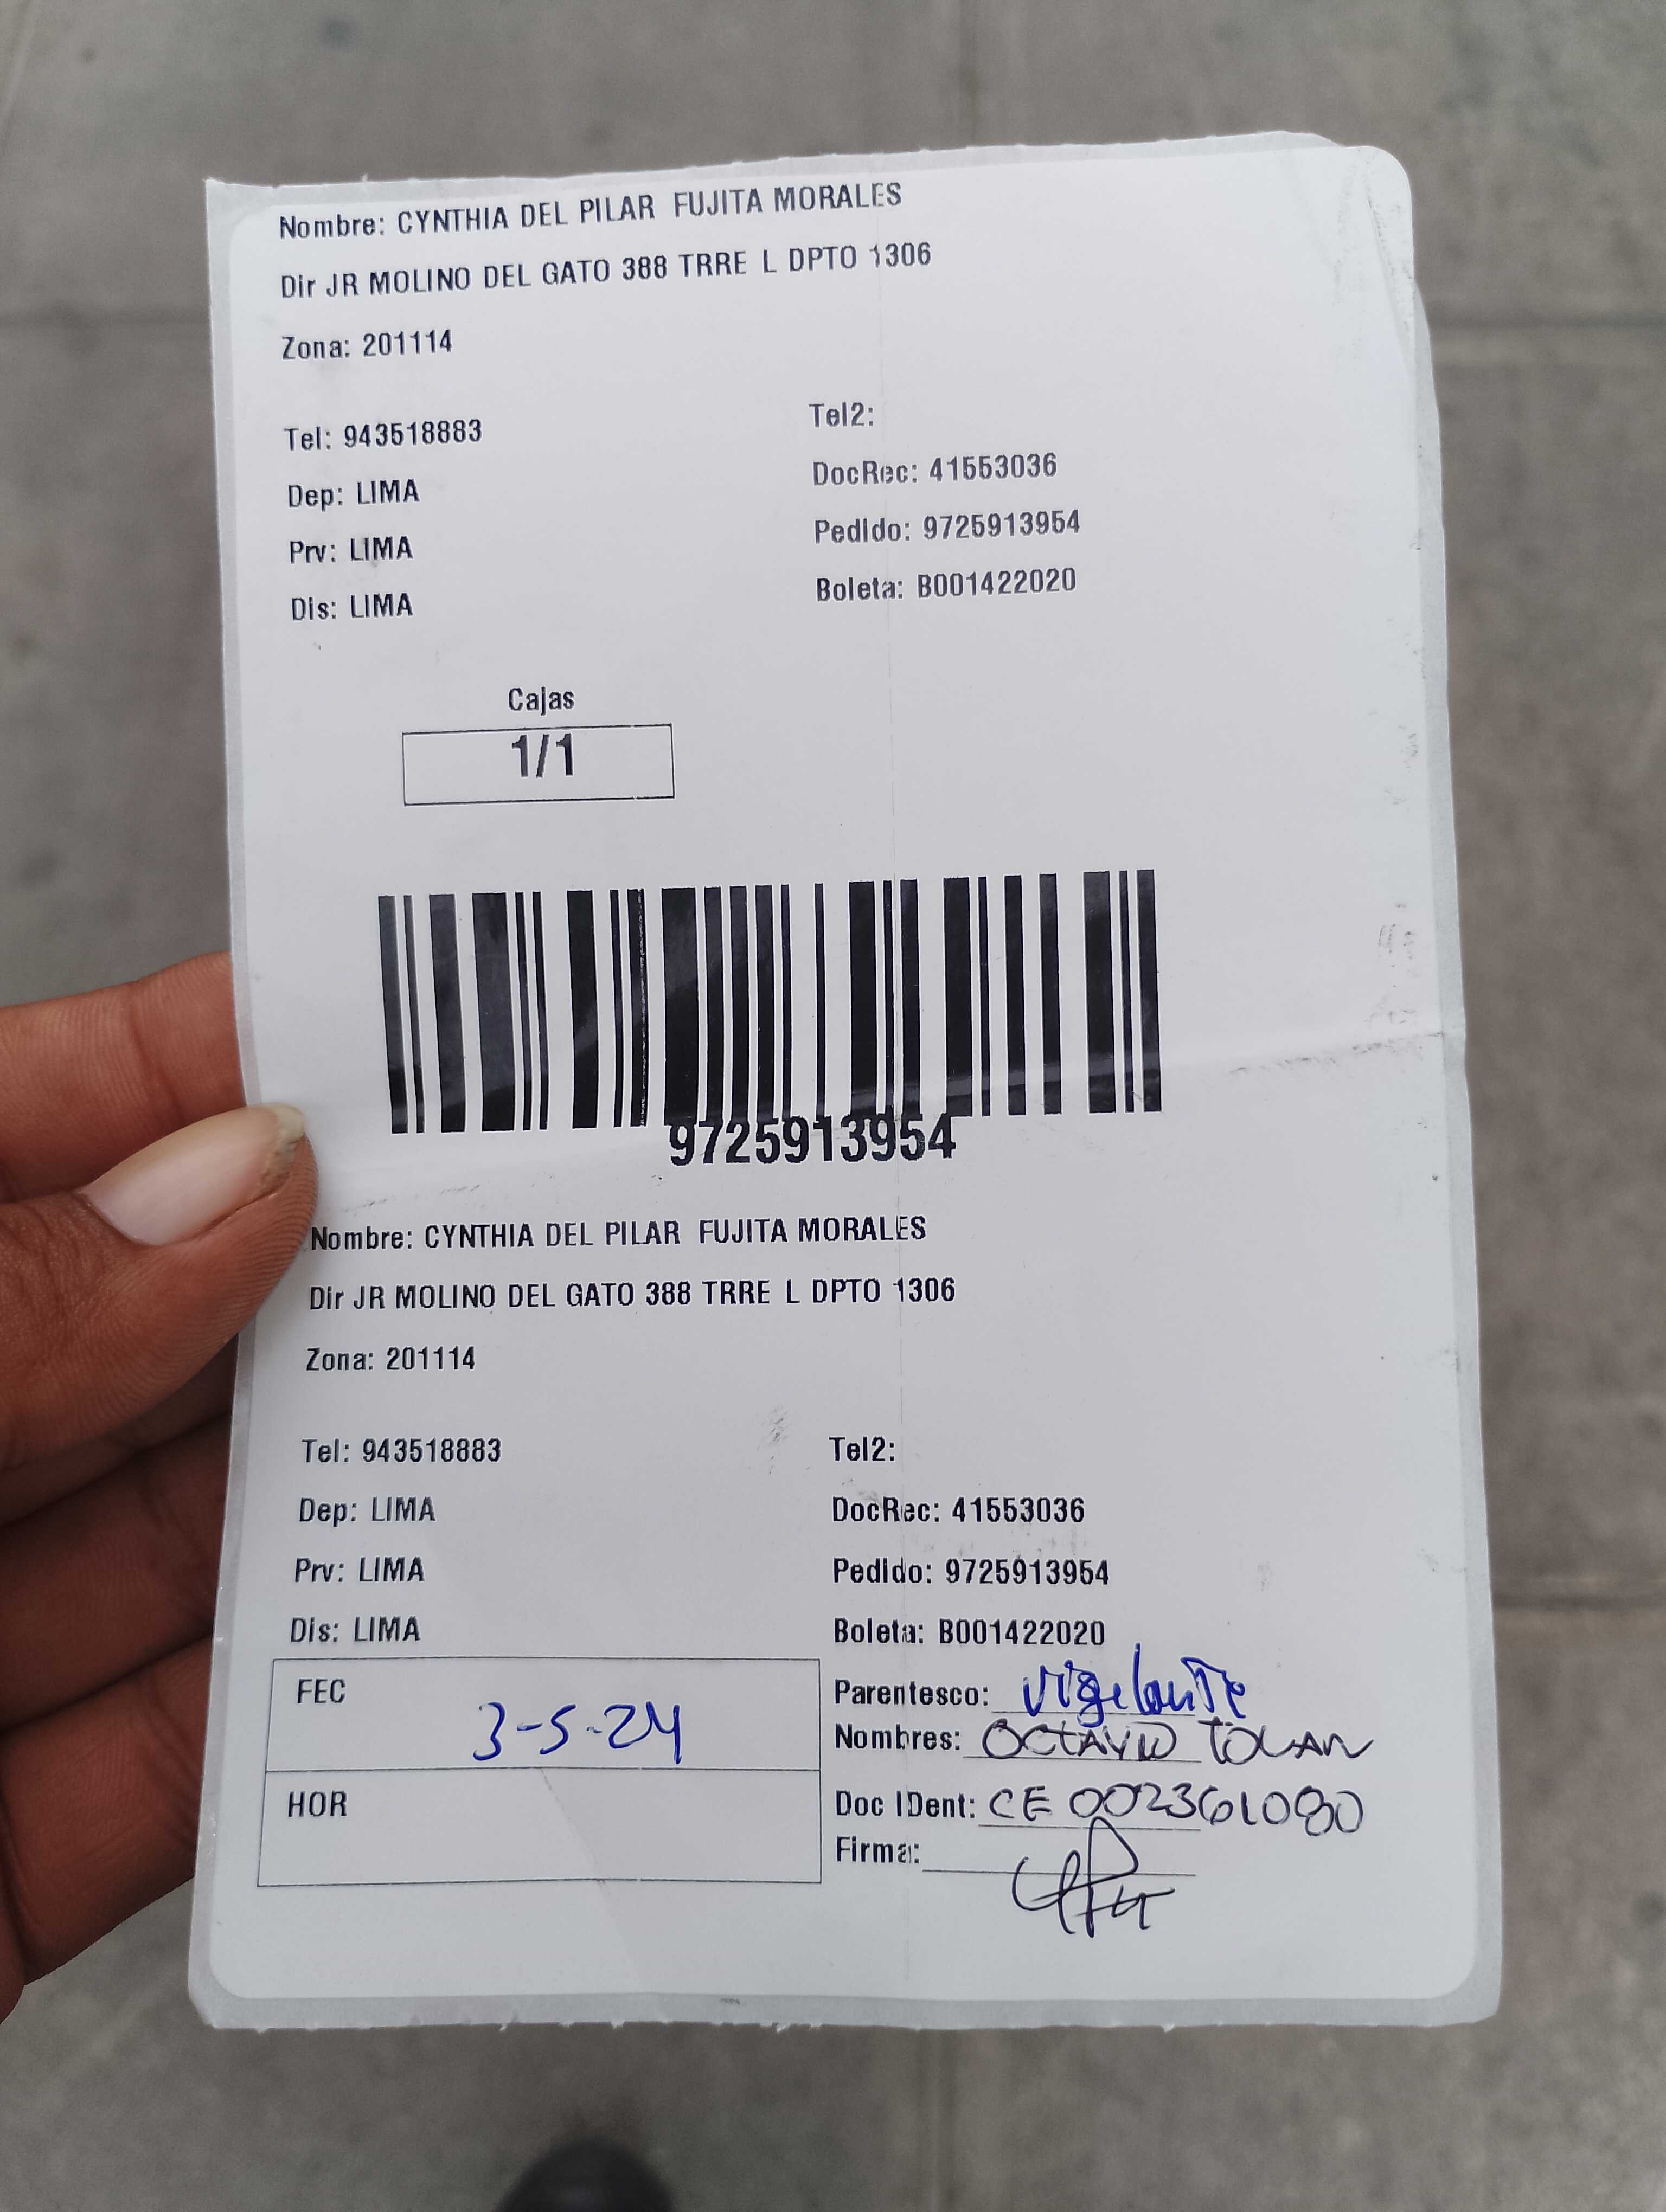 Nombre: CYNTHIA DEL PILAR FUJITA MORALES
Dir JR MOLINO DEL GATO 388 TRRE L DPTO 1306
Zona: 201114
Tel: 943518883
Tel2:
Dep: LIMA
DocRec: 41553036
Prv: LIMA
Pedido: 9725913954
Dis: LIMA
Boleta: B001422020
Cajas
1/1
9725913954
Nombre: CYNTHIA DEL PILAR FUJITA MORALES
Dir JR MOLINO DEL GATO 388 TRRE L DPTO 1306
Zona: 201114
Tel: 943518883
Tel2:
Dep: LIMA
DocRec: 41553036
Prv: LIMA
Pedido: 9725913954
Dis: LIMA
Boleta: B001422020
FEC 3-5-24
Parentesco: vigelante
Nombres: OCTAVIO
HOR
Doc IDent: CE 002361080
Firma: